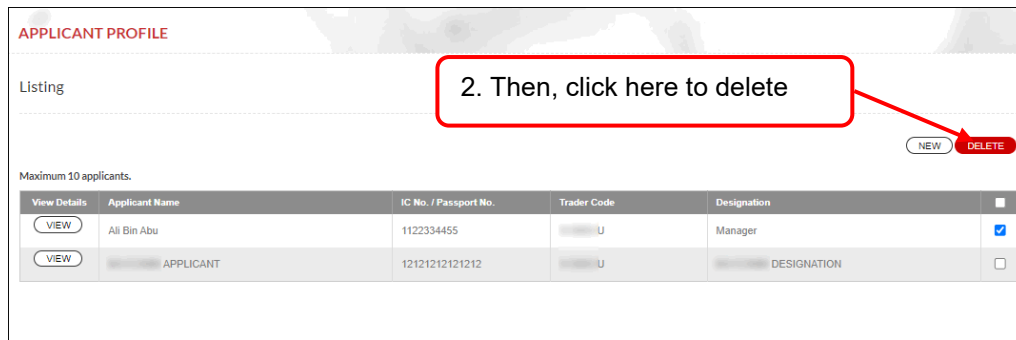 APPLICANT PROFILE
Listing
2. Then, click here to delete
NEW DELETE
Maximum 10 applicants.
View Details Applicant Name IC No. / Passport No. Trader Code Designation
VIEW Ali Bin Abu 1122334455 U Manager
VIEW APPLICANT 12121212121212 U DESIGNATION